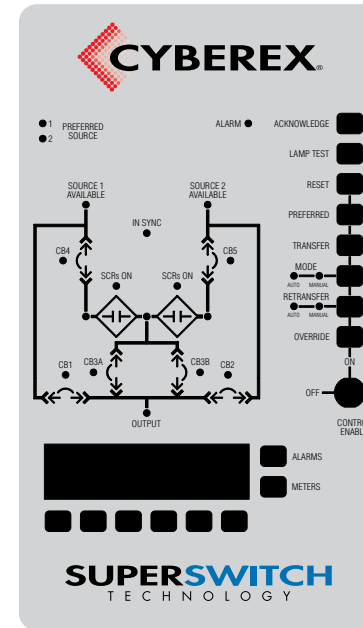 CYBEREX®
1 PREFERRED
2 SOURCE
ALARM
ACKNOWLEDGE
LAMP TEST
SOURCE 1
AVAILABLE
SOURCE 2
AVAILABLE
RESET
PREFERRED
IN SYNC
TRANSFER
CB4
CB5
MODE
AUTO MANUAL
SCRs ON
SCRs ON
RETRANSFER
AUTO MANUAL
OVERRIDE
CB1
CB3A
CB3B
CB2
ON
OFF
OUTPUT
CONTR
ENABL
ALARMS
METERS
SUPERSWITCH
TECHNOLOGY